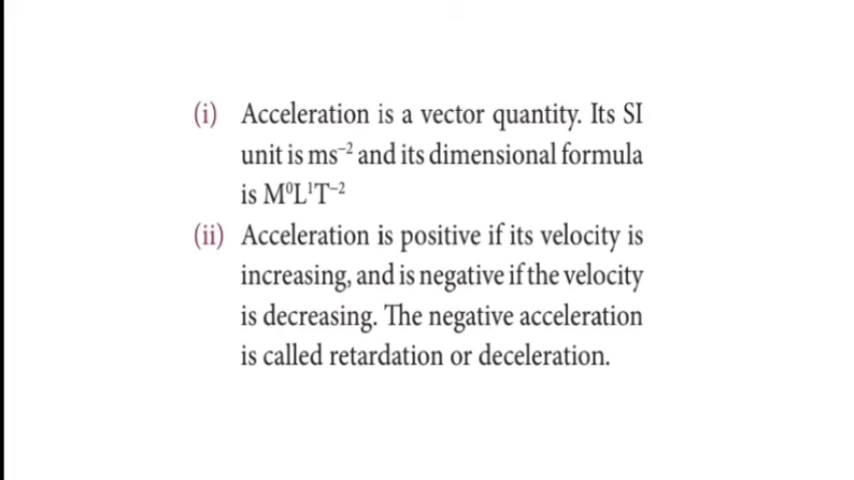 (i) Acceleration is a vector quantity. Its SI
unit is ms⁻² and its dimensional formula
is M⁰L¹T⁻²
(ii) Acceleration is positive if its velocity is
increasing, and is negative if the velocity
is decreasing. The negative acceleration
is called retardation or deceleration.